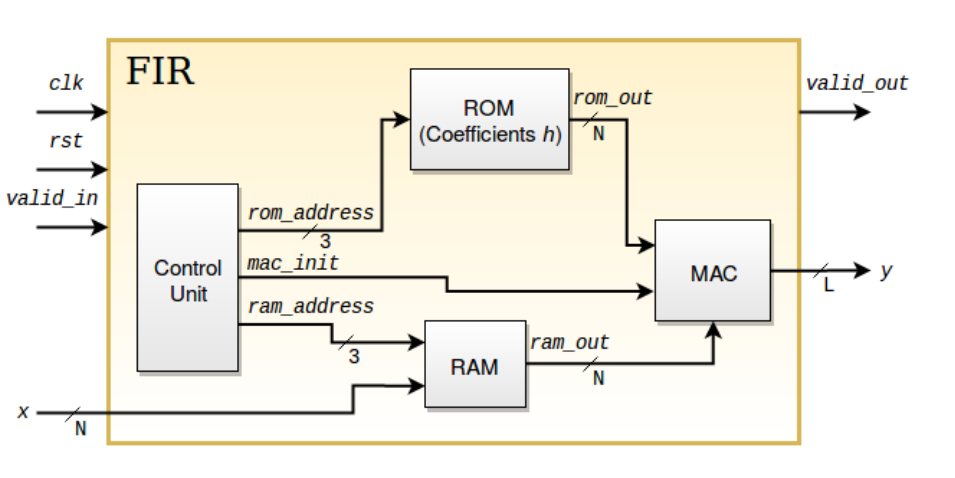 FIR
clk
rst
valid_in
valid_out
ROM
(Coefficients h)
rom_out
N
rom_address
3
mac_init
Control
Unit
ram_address
3
MAC
y
L
RAM
ram_out
N
x
N